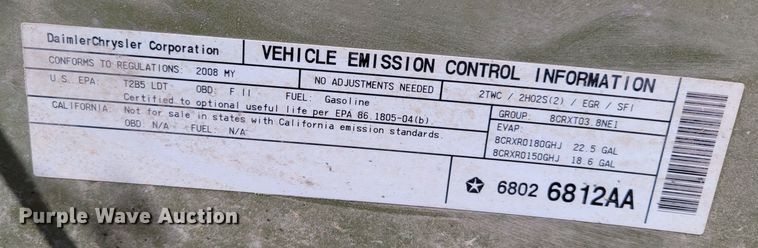 DaimlerChrysler Corporation
VEHICLE EMISSION CONTROL INFORMATION
CONFORMS TO REGULATIONS: 2008 MY
NO ADJUSTMENTS NEEDED
2TWC / 2HO2S(2) / EGR / SFI
U.S. EPA: T2B5 LDT OBD: F II FUEL: Gasoline
Certified to optional useful life per EPA 86.1805-04(b).
CALIFORNIA: Not for sale in states with California emission standards.
OBD: N/A FUEL: N/A
GROUP: 8CRXT03.8NE1
EVAP:
8CRXR0180GHJ 22.5 GAL
8CRXR0150GHJ 18.6 GAL
6802 6812AA
Purple Wave Auction